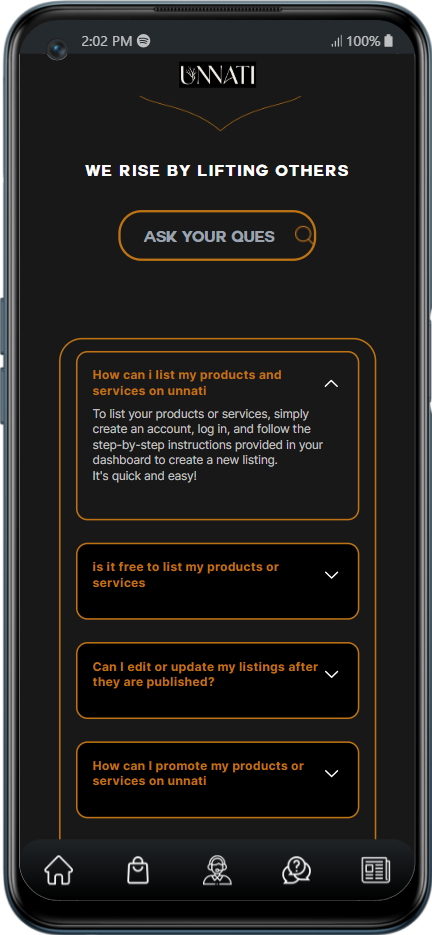 2:02 PM
100%
UNNATI
WE RISE BY LIFTING OTHERS
ASK YOUR QUES
How can i list my products and
services on unnati
To list your products or services, simply
create an account, log in, and follow the
step-by-step instructions provided in your
dashboard to create a new listing.
It's quick and easy!
is it free to list my products or
services
Can I edit or update my listings after
they are published?
How can I promote my products or
services on unnati